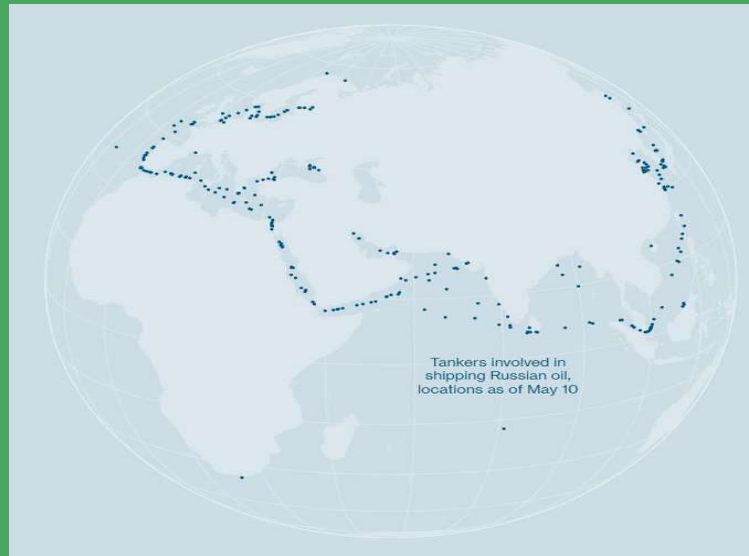 Tankers involved in
shipping Russian oil,
locations as of May 10